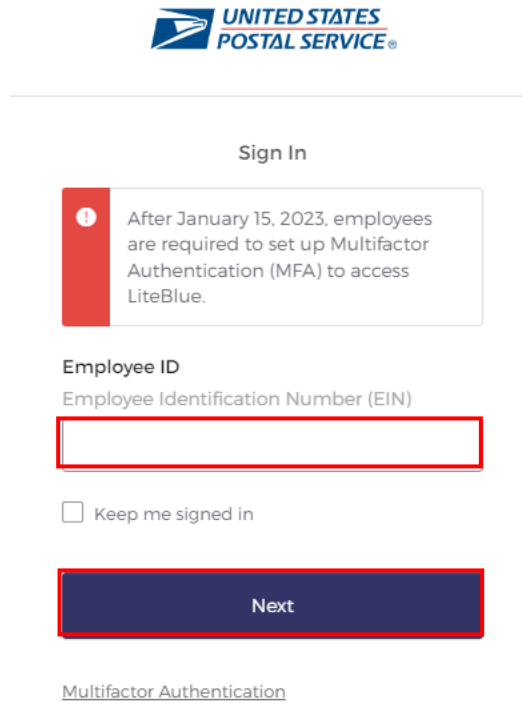 UNITED STATES
POSTAL SERVICE®
Sign In
After January 15, 2023, employees
are required to set up Multifactor
Authentication (MFA) to access
LiteBlue.
Employee ID
Employee Identification Number (EIN)
Keep me signed in
Next
Multifactor Authentication